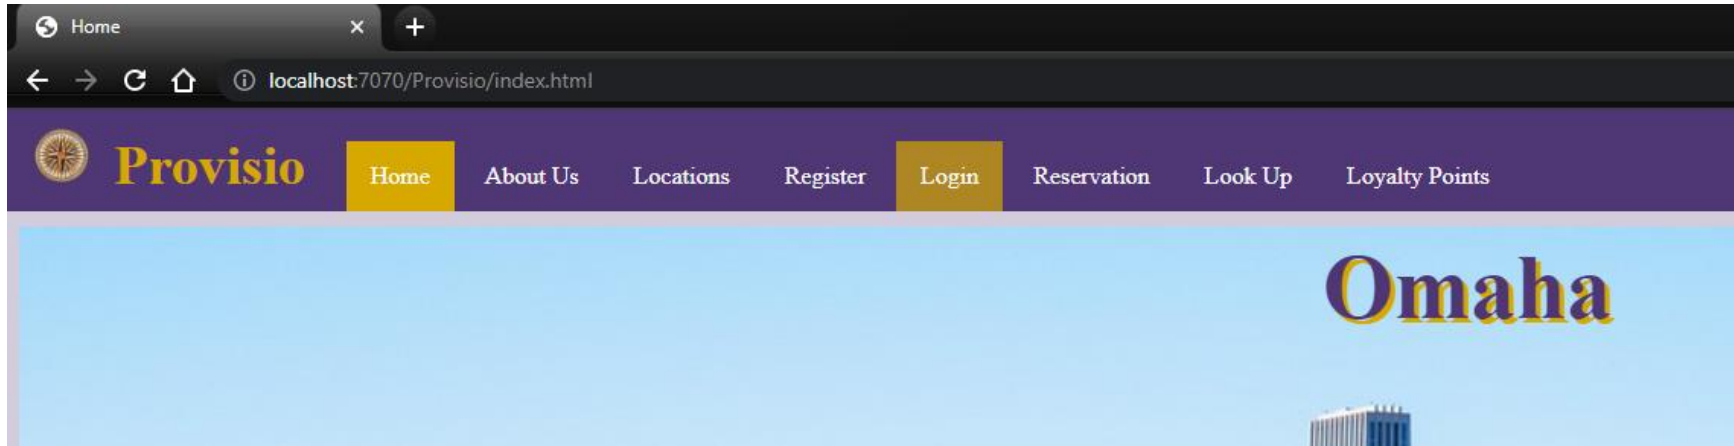 Home
localhost:7070/Provisio/index.html
Provisio Home About Us Locations Register Login Reservation Look Up Loyalty Points
Omaha